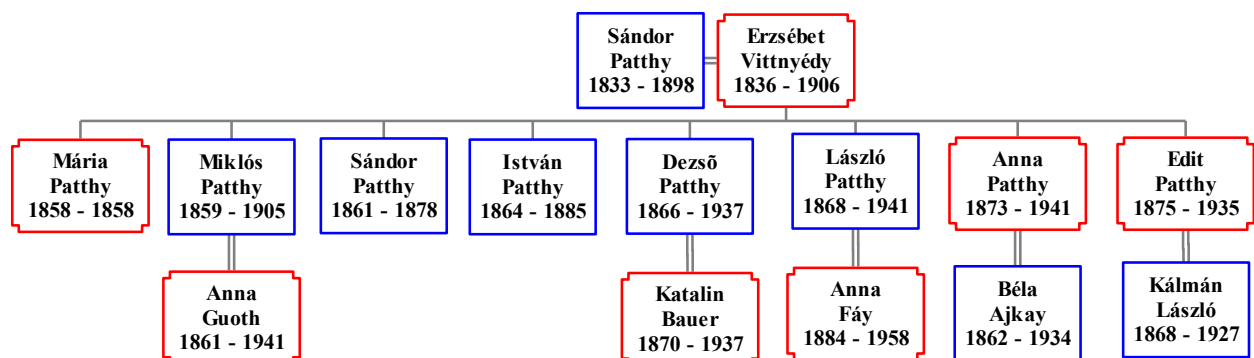 Sándor
Patthy
1833 - 1898
Erzsébet
Vittnyédy
1836 - 1906
Mária
Patthy
1858 - 1858
Miklós
Patthy
1859 - 1905
Sándor
Patthy
1861 - 1878
István
Patthy
1864 - 1885
Dezsõ
Patthy
1866 - 1937
László
Patthy
1868 - 1941
Anna
Patthy
1873 - 1941
Edit
Patthy
1875 - 1935
Anna
Guoth
1861 - 1941
Katalin
Bauer
1870 - 1937
Anna
Fáy
1884 - 1958
Béla
Ajkay
1862 - 1934
Kálmán
László
1868 - 1927